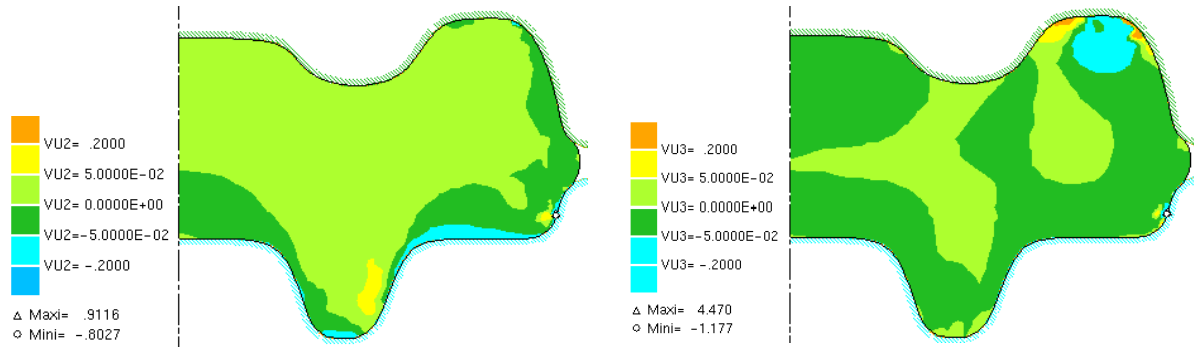 VU2= .2000
VU2= 5.0000E-02
VU2= 0.0000E+00
VU2=-5.0000E-02
VU2= -.2000
Maxi= .9116
Mini= -.8027
VU3= .2000
VU3= 5.0000E-02
VU3= 0.0000E+00
VU3=-5.0000E-02
VU3= -.2000
Maxi= 4.470
Mini= -1.177